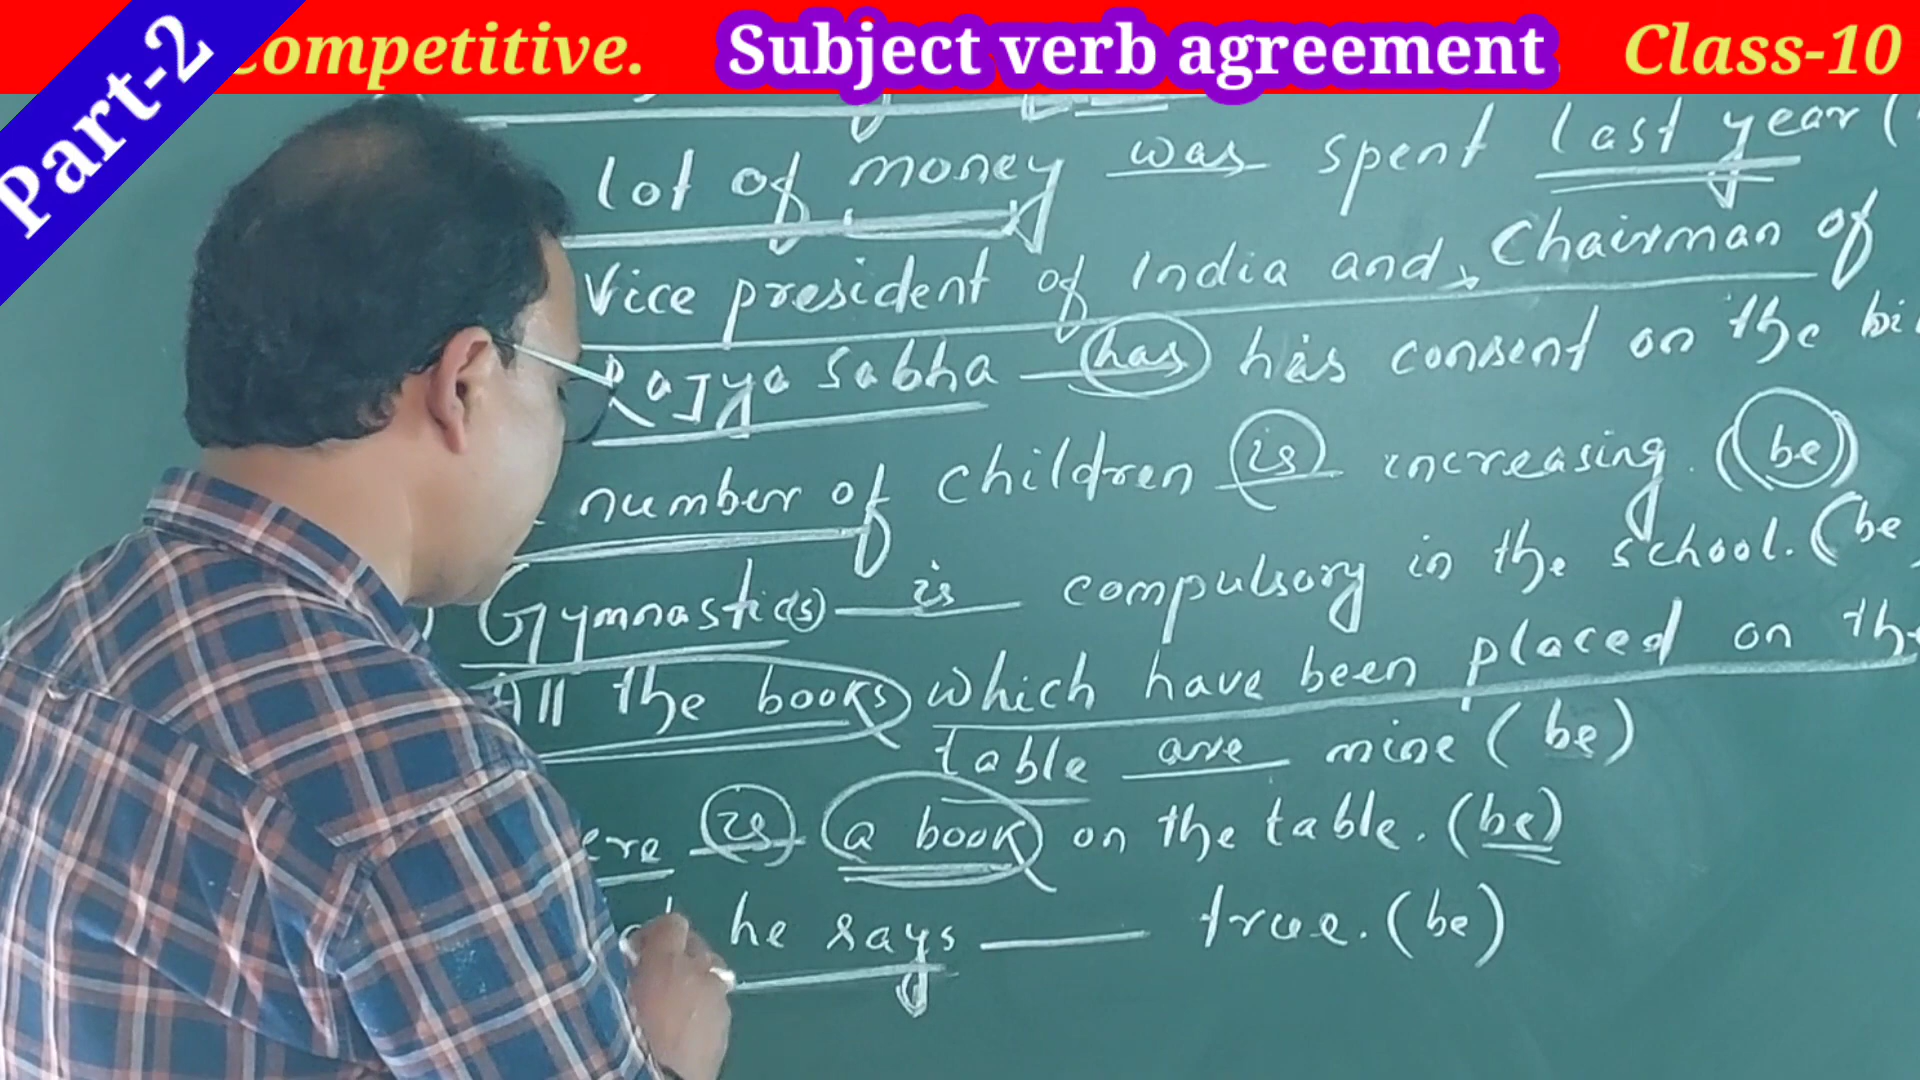 Part-2
ompetitive. Subject verb agreement Class-10
lot of money was spent last year (
Vice president of India and Chairman of
Rajya Sabha has his consent on the
number of children is increasing. (be)
Gymnastics is compulsory in the school. (be
All the books which have been placed on the
table are mine (be)
ere is a book on the table. (be)
he says ____ true. (be)